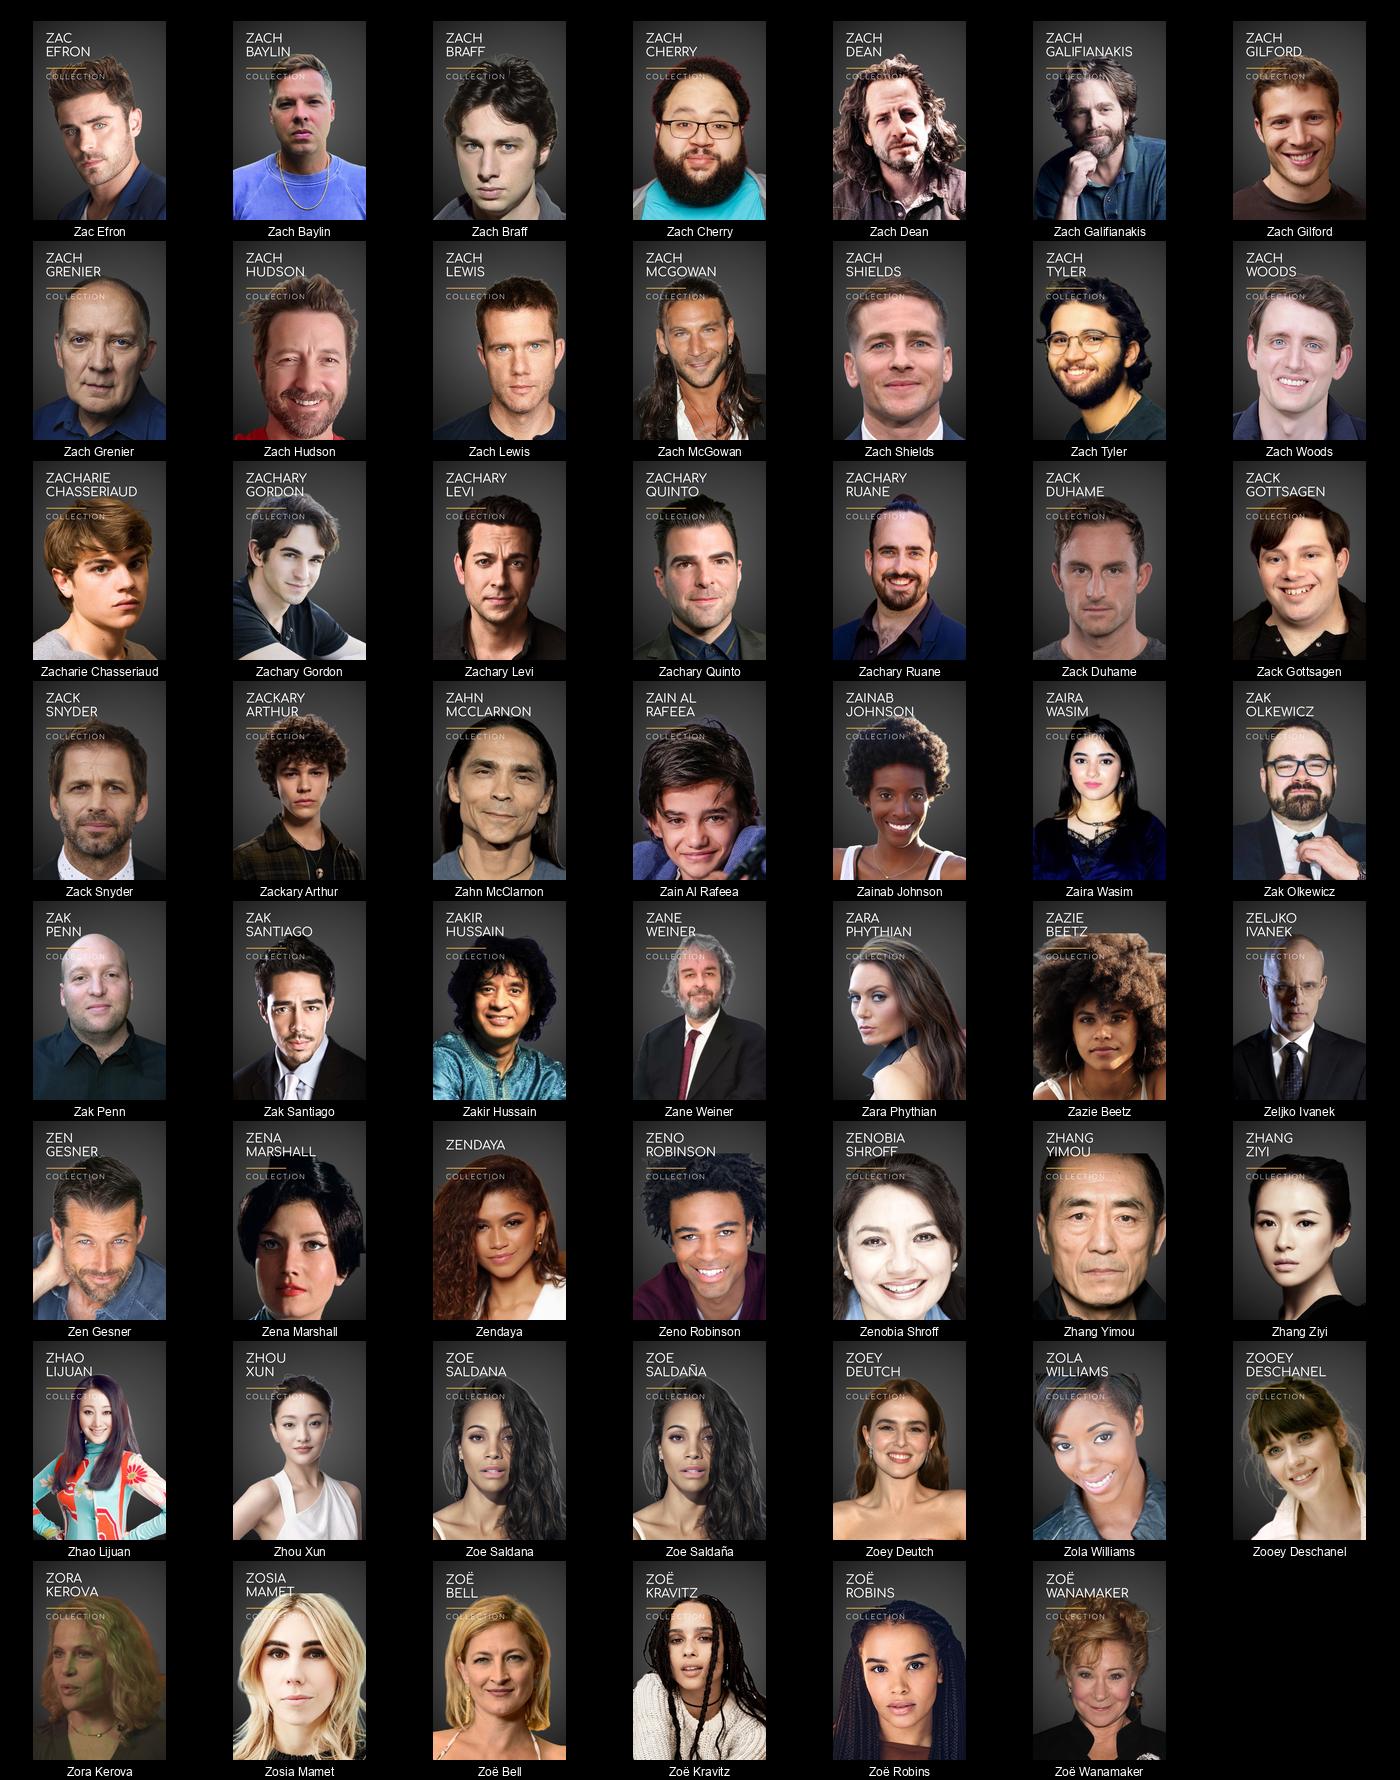 ZAC
EFRON
COLLECTION
ZACH
BAYLIN
COLLECTION
ZACH
BRAFF
COLLECTION
ZACH
CHERRY
COLLECTION
ZACH
DEAN
COLLECTION
ZACH
GALIFIANAKIS
COLLECTION
ZACH
GILFORD
COLLECTION
Zac Efron
Zach Baylin
Zach Braff
Zach Cherry
Zach Dean
Zach Galifianakis
Zach Gilford
ZACH
GRENIER
COLLECTION
ZACH
HUDSON
COLLECTION
ZACH
LEWIS
COLLECTION
ZACH
MCGOWAN
COLLECTION
ZACH
SHIELDS
COLLECTION
ZACH
TYLER
COLLECTION
ZACH
WOODS
COLLECTION
Zach Grenier
Zach Hudson
Zach Lewis
Zach McGowan
Zach Shields
Zach Tyler
Zach Woods
ZACHARIE
CHASSERIAUD
COLLECTION
ZACHARY
GORDON
COLLECTION
ZACHARY
LEVI
COLLECTION
ZACHARY
QUINTO
COLLECTION
ZACHARY
RUANE
COLLECTION
ZACK
DUHAME
COLLECTION
ZACK
GOTTSAGEN
COLLECTION
Zacharie Chasseriaud
Zachary Gordon
Zachary Levi
Zachary Quinto
Zachary Ruane
Zack Duhame
Zack Gottsagen
ZACK
SNYDER
COLLECTION
ZACKARY
ARTHUR
COLLECTION
ZAHN
MCCLARNON
COLLECTION
ZAIN AL
RAFEEA
COLLECTION
ZAINAB
JOHNSON
COLLECTION
ZAIRA
WASIM
COLLECTION
ZAK
OLKEWICZ
COLLECTION
Zack Snyder
Zackary Arthur
Zahn McClarnon
Zain Al Rafeea
Zainab Johnson
Zaira Wasim
Zak Olkewicz
ZAK
PENN
COLLECTION
ZAK
SANTIAGO
COLLECTION
ZAKIR
HUSSAIN
COLLECTION
ZANE
WEINER
COLLECTION
ZARA
PHYTHIAN
COLLECTION
ZAZIE
BEETZ
COLLECTION
ZELJKO
IVANEK
COLLECTION
Zak Penn
Zak Santiago
Zakir Hussain
Zane Weiner
Zara Phythian
Zazie Beetz
Zeljko Ivanek
ZEN
GESNER
COLLECTION
ZENA
MARSHALL
COLLECTION
ZENDAYA
COLLECTION
ZENO
ROBINSON
COLLECTION
ZENOBIA
SHROFF
COLLECTION
ZHANG
YIMOU
COLLECTION
ZHANG
ZIYI
COLLECTION
Zen Gesner
Zena Marshall
Zendaya
Zeno Robinson
Zenobia Shroff
Zhang Yimou
Zhang Ziyi
ZHAO
LIJUAN
COLLECTION
ZHOU
XUN
COLLECTION
ZOE
SALDANA
COLLECTION
ZOE
SALDAÑA
COLLECTION
ZOEY
DEUTCH
COLLECTION
ZOLA
WILLIAMS
COLLECTION
ZOOEY
DESCHANEL
COLLECTION
Zhao Lijuan
Zhou Xun
Zoe Saldana
Zoe Saldaña
Zoey Deutch
Zola Williams
Zooey Deschanel
ZORA
KEROVA
COLLECTION
ZOSIA
MAMET
COLLECTION
ZOË
BELL
COLLECTION
ZOË
KRAVITZ
COLLECTION
ZOË
ROBINS
COLLECTION
ZOË
WANAMAKER
COLLECTION
Zora Kerova
Zosia Mamet
Zoë Bell
Zoë Kravitz
Zoë Robins
Zoë Wanamaker